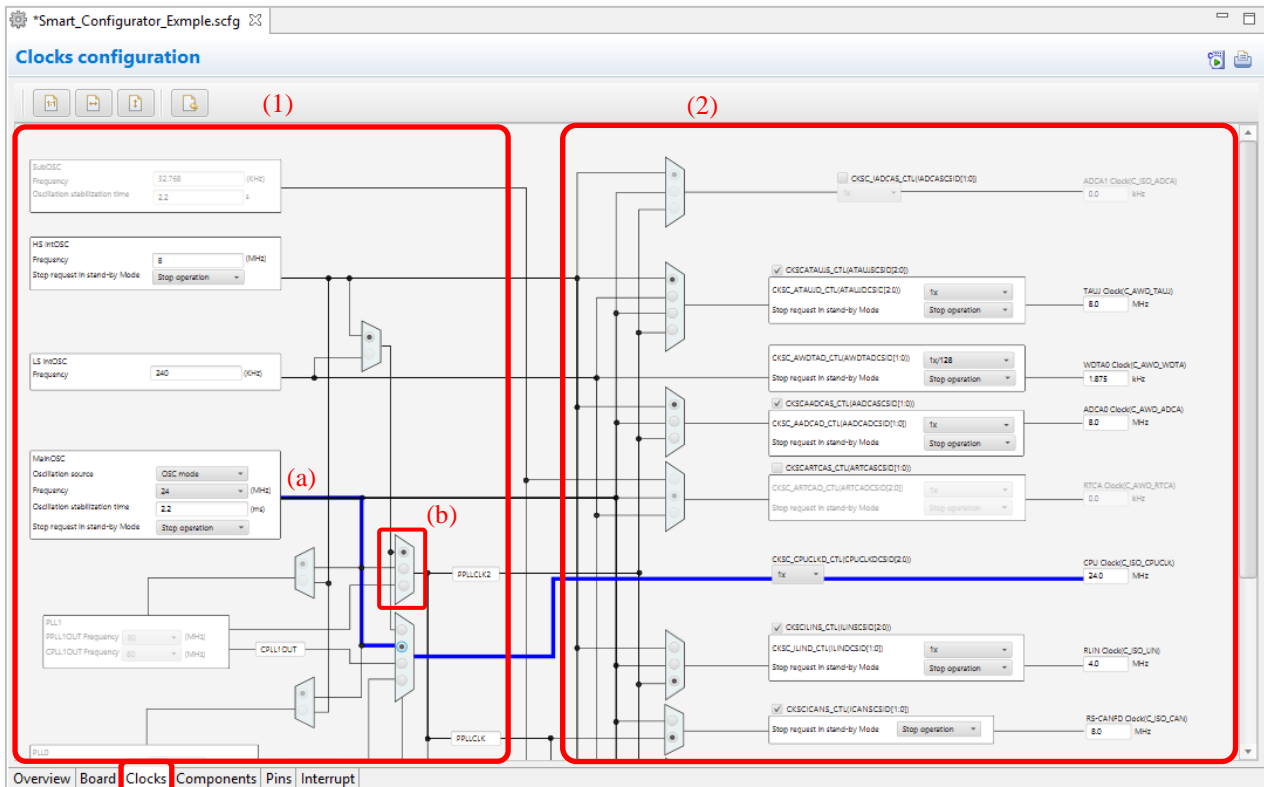 *Smart_Configurator_Exmple.scfg
Clocks configuration
(1)
(2)
SubOSC
Frequency 32.768 (KHz)
Oscillation stabilization time 2.2 s
HS IntOSC
Frequency 8 (MHz)
Stop request in stand-by Mode Stop operation
LS IntOSC
Frequency 240 (KHz)
MainOSC
Oscillation source OSC mode
(a)
Frequency 24 (MHz)
Oscillation stabilization time 2.2 (ms)
Stop request in stand-by Mode Stop operation
(b)
PPLLCLK2
PLL1
PPLL1OUT Frequency 80 (MHz)
CPLL1OUT Frequency 80 (MHz)
CPLL1OUT
PPLLCLK
PLL0
CKSC_IADCAS_CTL(IADCASCSID[1:0])
1x
ADCA1 Clock(C_ISO_ADCA)
0.0 kHz
CKSCATAUJS_CTL(ATAUJSCSID[2:0])
CKSC_ATAUJD_CTL(ATAUJDCSID[2:0]) 1x
Stop request in stand-by Mode Stop operation
TAUJ Clock(C_AWO_TAUJ)
8.0 MHz
CKSC_AWDTAD_CTL(AWDTADCSID[1:0]) 1x/128
Stop request in stand-by Mode Stop operation
WDTA0 Clock(C_AWO_WDTA)
1.875 kHz
CKSCAADCAS_CTL(AADCASCSID[1:0])
CKSC_AADCAD_CTL(AADCADCSID[1:0]) 1x
Stop request in stand-by Mode Stop operation
ADCA0 Clock(C_AWO_ADCA)
8.0 MHz
CKSCARTCAS_CTL(ARTCASCSID[1:0])
CKSC_ARTCAD_CTL(ARTCADCSID[2:0]) 1x
Stop request in stand-by Mode Stop operation
RTCA Clock(C_AWO_RTCA)
0.0 kHz
CKSC_CPUCLKD_CTL(CPUCLKDCSID[2:0])
1x
CPU Clock(C_ISO_CPUCLK)
24.0 MHz
CKSCILINS_CTL(ILINSCSID[2:0])
CKSC_ILIND_CTL(ILINDCSID[1:0]) 1x
Stop request in stand-by Mode Stop operation
RLIN Clock(C_ISO_LIN)
4.0 MHz
CKSCICANS_CTL(ICANSCSID[1:0])
Stop request in stand-by Mode Stop operation
RS-CANFD Clock(C_ISO_CAN)
8.0 MHz
Overview Board Clocks Components Pins Interrupt